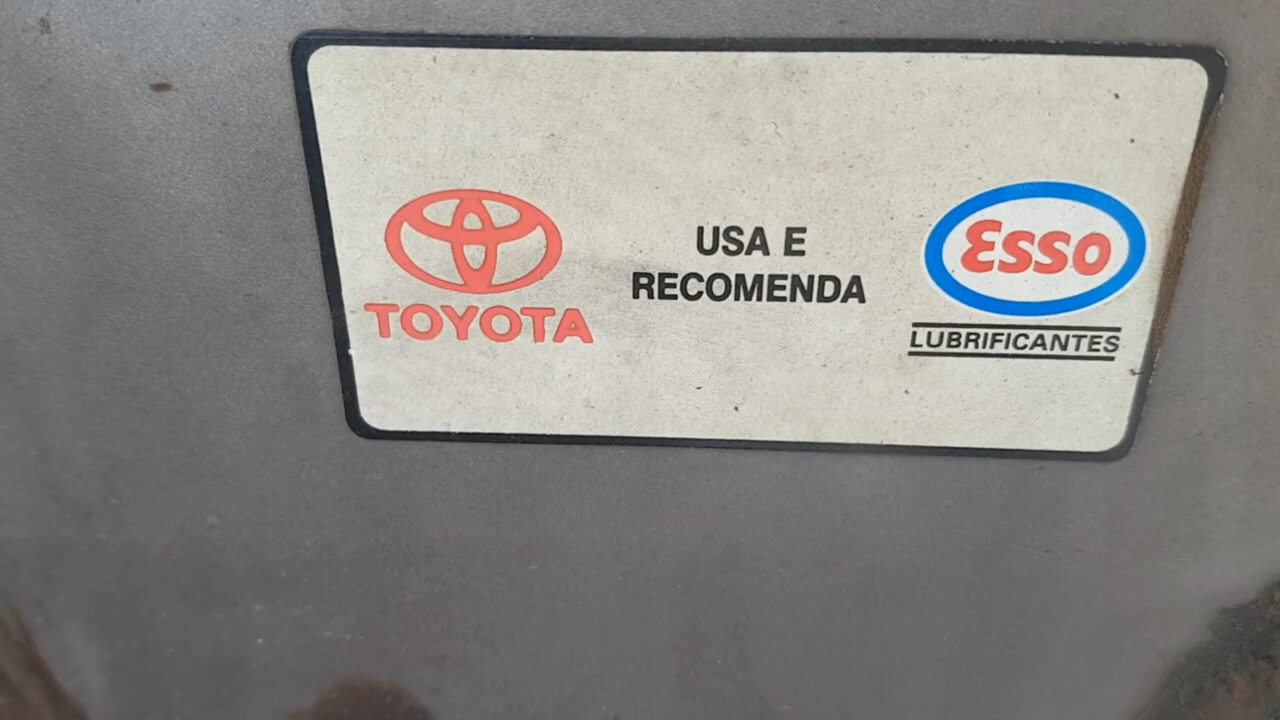 TOYOTA
USA E
RECOMENDA
Esso
LUBRIFICANTES